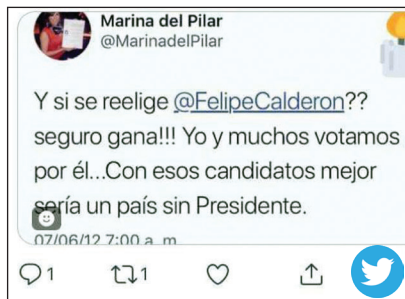 Marina del Pilar
@MarinadelPilar
Y si se reelige @FelipeCalderon??
seguro gana!!! Yo y muchos votamos
por él...Con esos candidatos mejor
sería un país sin Presidente.
07/06/12 7:00 a. m.
1
1